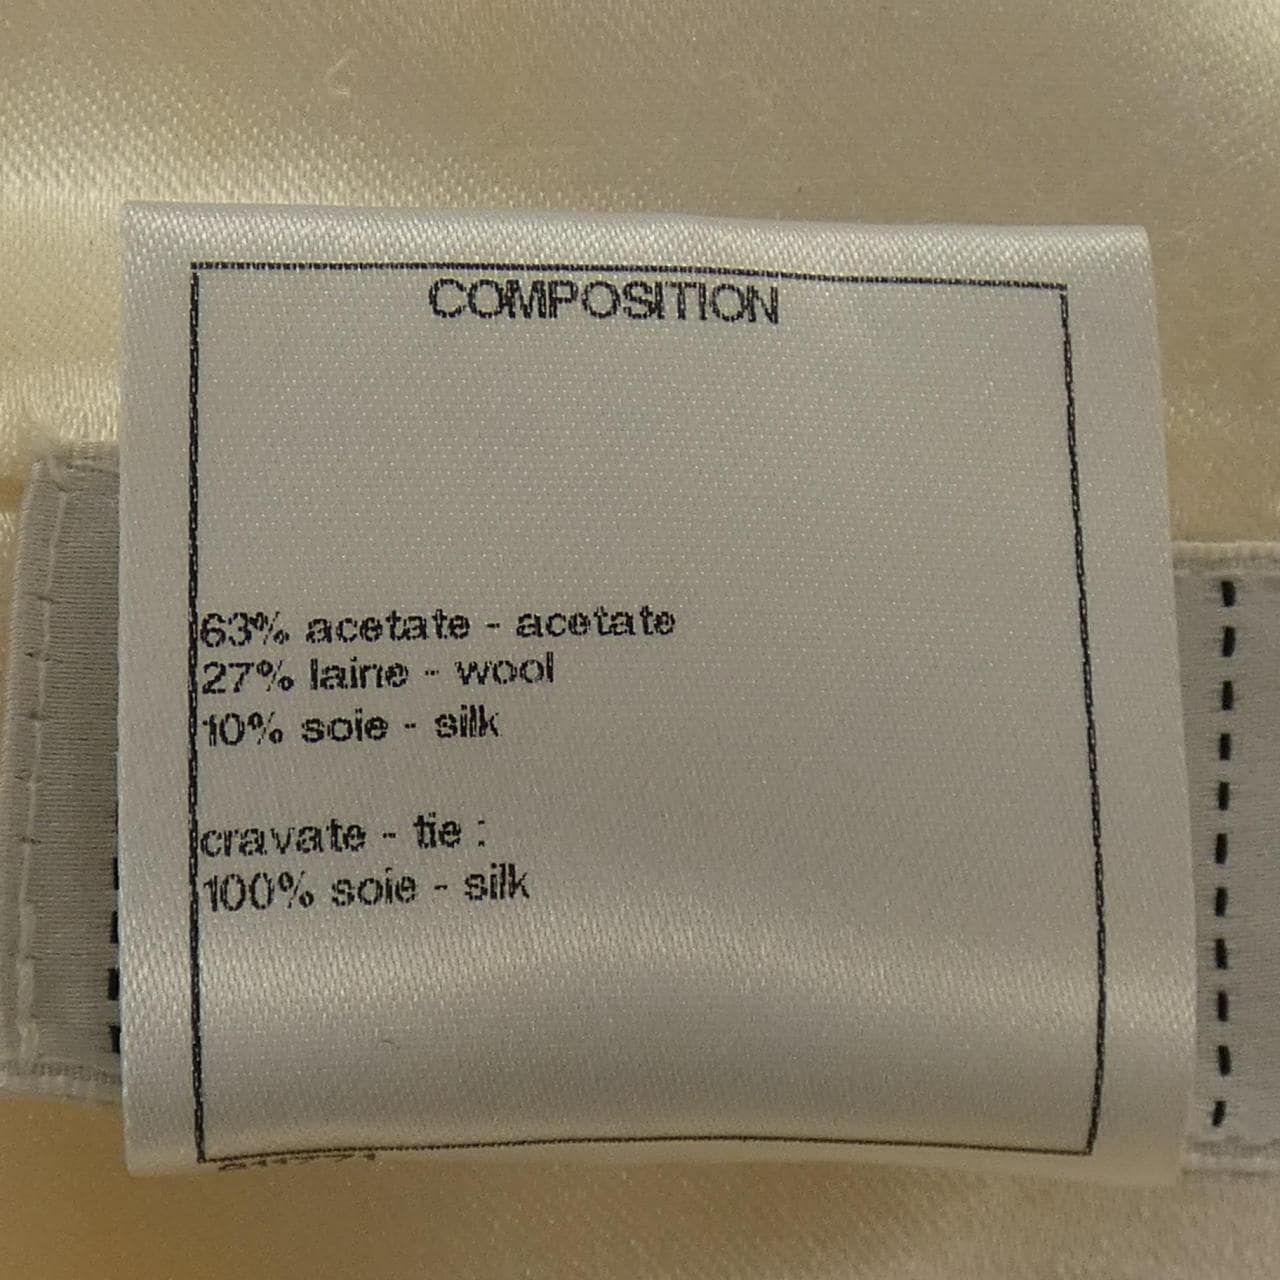 COMPOSITION
63% acetate - acetate
27% laine - wool
10% soie - silk
cravate - tie :
100% soie - silk